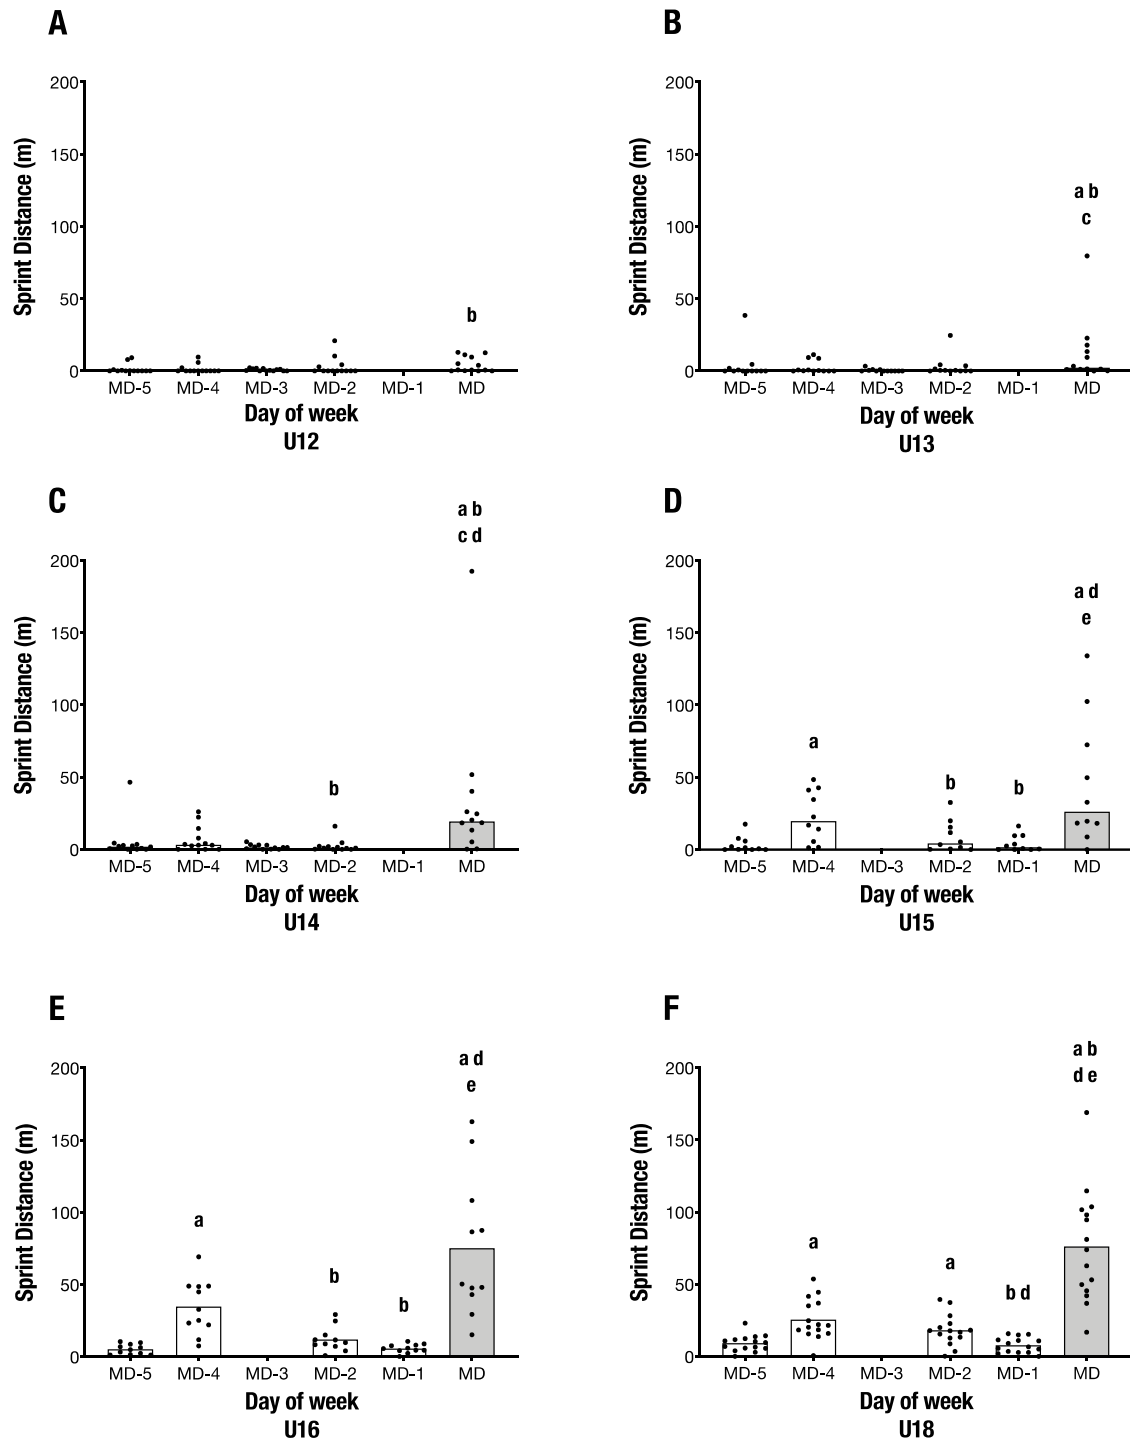 A
200
150
100
50
0
Sprint Distance (m)
b
MD-5 MD-4 MD-3 MD-2 MD-1 MD
Day of week
U12
B
200
150
100
50
0
Sprint Distance (m)
a b
c
MD-5 MD-4 MD-3 MD-2 MD-1 MD
Day of week
U13
C
200
150
100
50
0
Sprint Distance (m)
a b
c d
b
MD-5 MD-4 MD-3 MD-2 MD-1 MD
Day of week
U14
D
200
150
100
50
0
Sprint Distance (m)
a d
e
a
b b
MD-5 MD-4 MD-3 MD-2 MD-1 MD
Day of week
U15
E
200
150
100
50
0
Sprint Distance (m)
a d
e
a
b
b
MD-5 MD-4 MD-3 MD-2 MD-1 MD
Day of week
U16
F
200
150
100
50
0
Sprint Distance (m)
a b
d e
a
a
b d
MD-5 MD-4 MD-3 MD-2 MD-1 MD
Day of week
U18